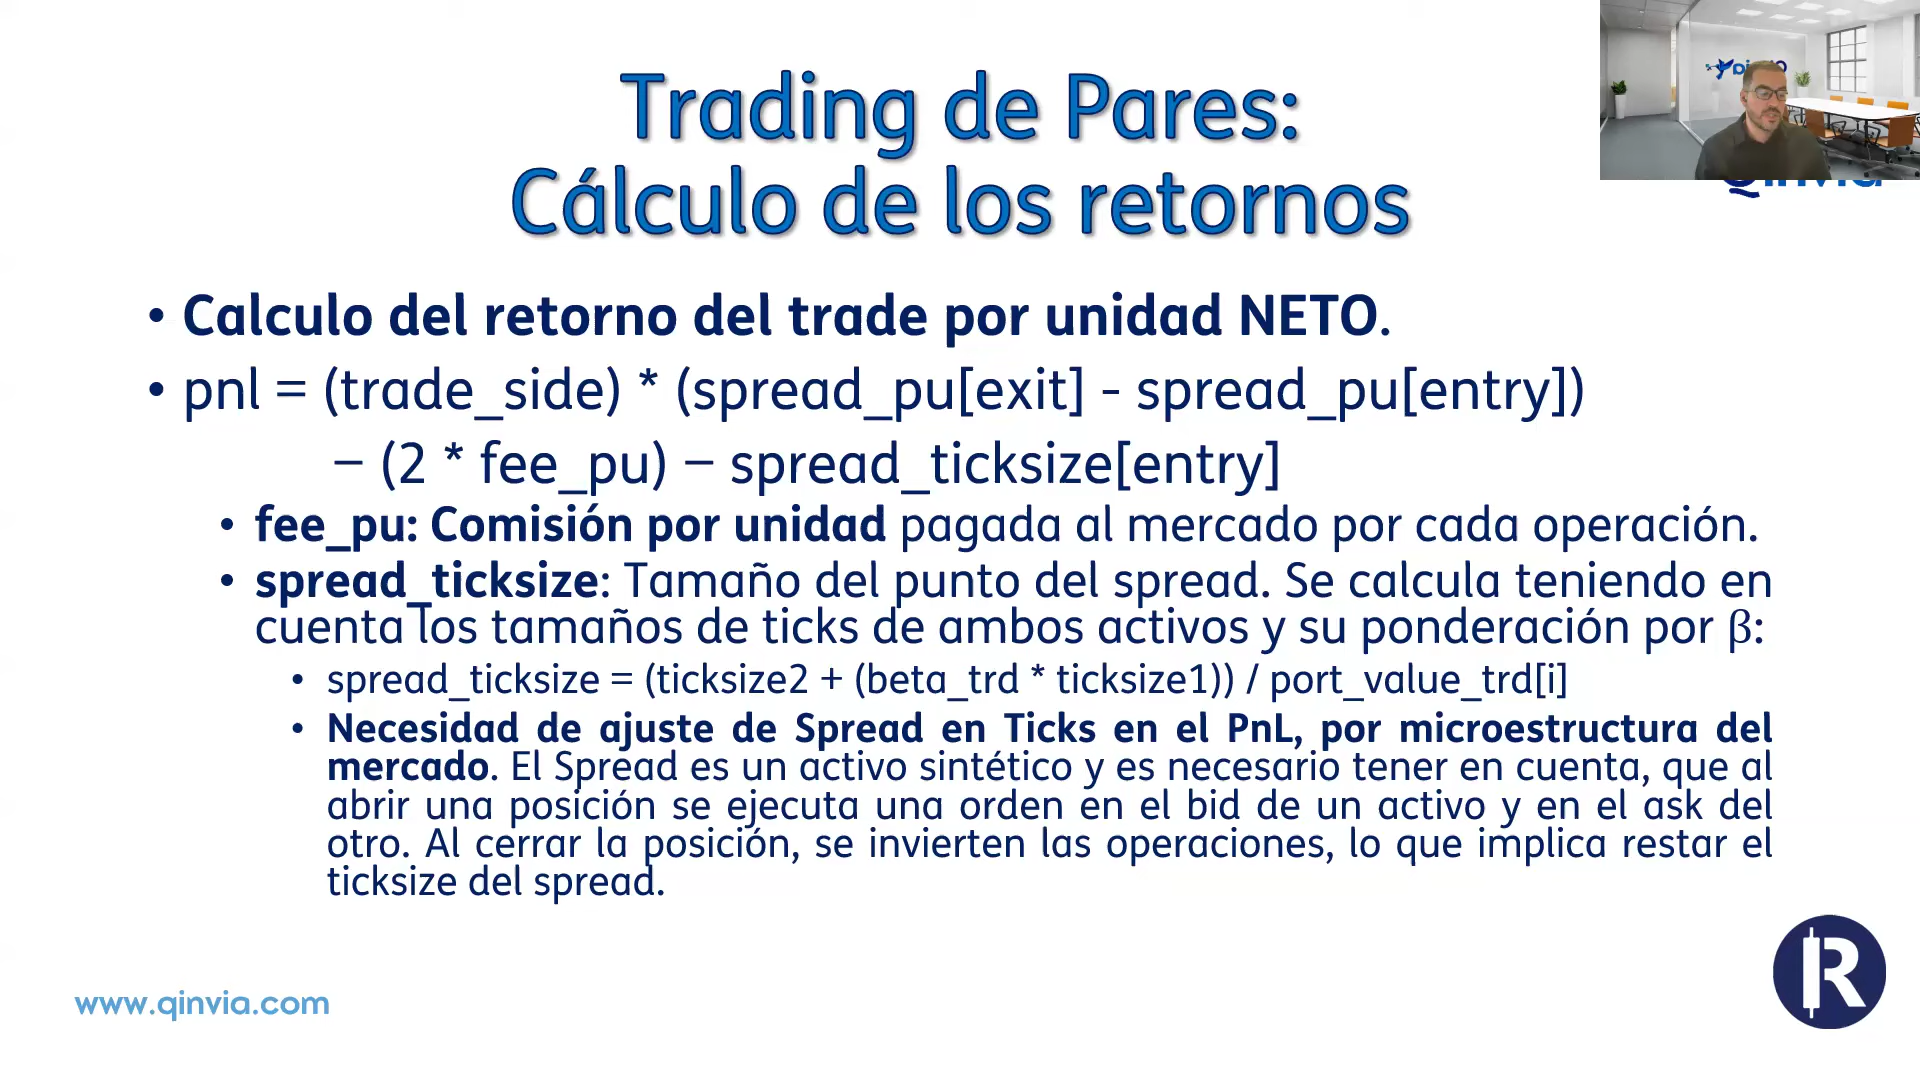 Trading de Pares:
Cálculo de los retornos
• Calculo del retorno del trade por unidad NETO.
• pnl = (trade_side) * (spread_pu[exit] - spread_pu[entry])
– (2 * fee_pu) – spread_ticksize[entry]
• fee_pu: Comisión por unidad pagada al mercado por cada operación.
• spread_ticksize: Tamaño del punto del spread. Se calcula teniendo en
cuenta los tamaños de ticks de ambos activos y su ponderación por β:
• spread_ticksize = (ticksize2 + (beta_trd * ticksize1)) / port_value_trd[i]
• Necesidad de ajuste de Spread en Ticks en el PnL, por microestructura del
mercado. El Spread es un activo sintético y es necesario tener en cuenta, que al
abrir una posición se ejecuta una orden en el bid de un activo y en el ask del
otro. Al cerrar la posición, se invierten las operaciones, lo que implica restar el
ticksize del spread.
www.qinvia.com
R